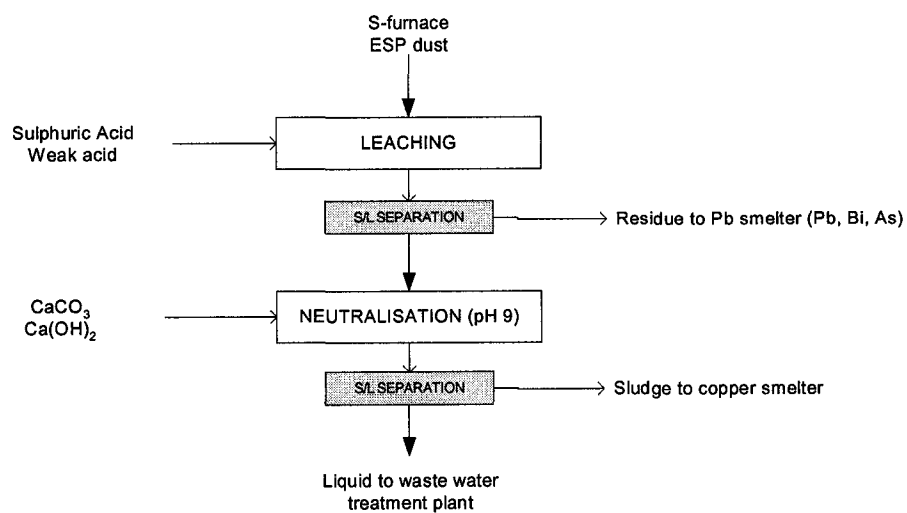 S-furnace
ESP dust
Sulphuric Acid
Weak acid
LEACHING
S/L SEPARATION
Residue to Pb smelter (Pb, Bi, As)
CaCO₃
Ca(OH)₂
NEUTRALISATION (pH 9)
S/L SEPARATION
Sludge to copper smelter
Liquid to waste water
treatment plant